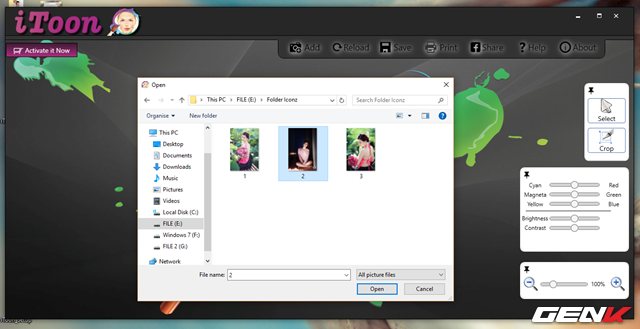 iToon
Activate it Now
Add Reload Save Print Share Help About
Open
This PC FILE (E:) Folder Iconz
Search Folder Iconz
Organise New folder
This PC
Desktop
Documents
Downloads
Music
Pictures
Videos
Local Disk (C:)
FILE (E:)
Windows 7 (F:)
FILE 2 (G:)
Network
1 2 3
File name: 2
All picture files
Open Cancel
Select
Crop
Cyan Red
Magneta Green
Yellow Blue
Brightness
Contrast
100%
GENK